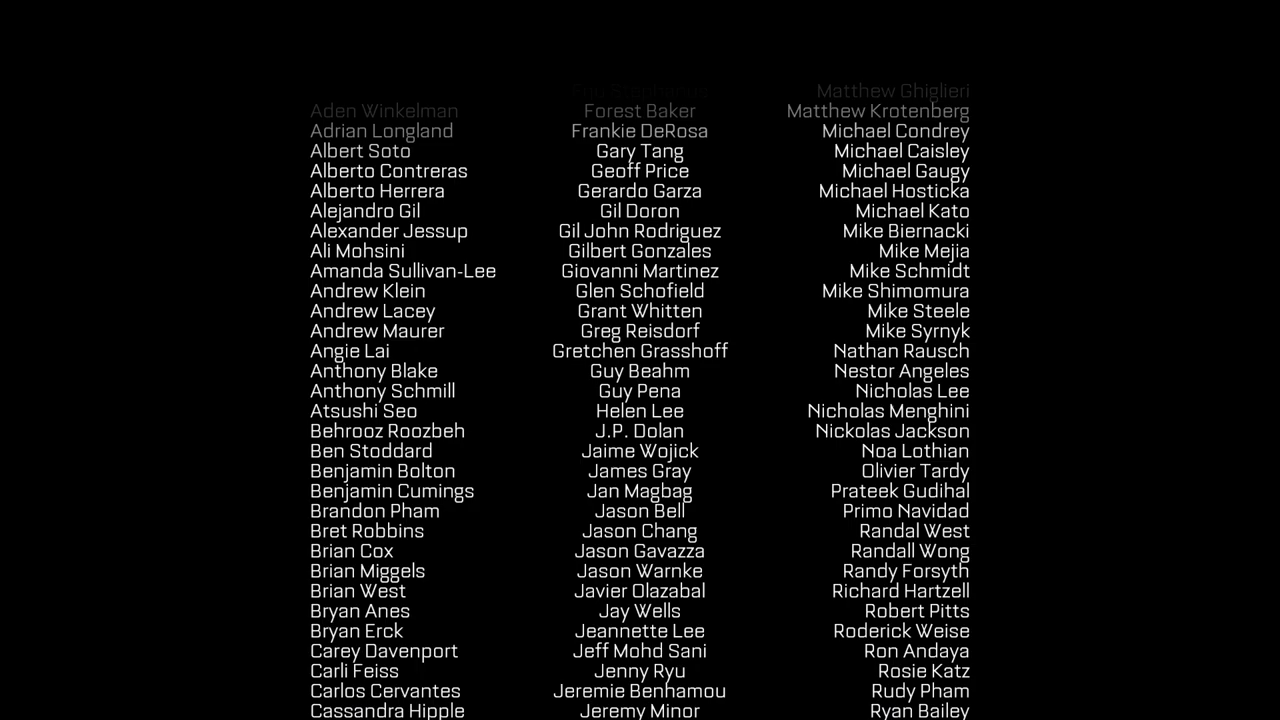 Matthew Ghiglieri
Aden Winkelman Forest Baker Matthew Krotenberg
Adrian Longland Frankie DeRosa Michael Condrey
Albert Soto Gary Tang Michael Caisley
Alberto Contreras Geoff Price Michael Gaugy
Alberto Herrera Gerardo Garza Michael Hosticka
Alejandro Gil Gil Doron Michael Kato
Alexander Jessup Gil John Rodriguez Mike Biernacki
Ali Mohsini Gilbert Gonzales Mike Mejia
Amanda Sullivan-Lee Giovanni Martinez Mike Schmidt
Andrew Klein Glen Schofield Mike Shimomura
Andrew Lacey Grant Whitten Mike Steele
Andrew Maurer Greg Reisdorf Mike Syrnyk
Angie Lai Gretchen Grasshoff Nathan Rausch
Anthony Blake Guy Beahm Nestor Angeles
Anthony Schmill Guy Pena Nicholas Lee
Atsushi Seo Helen Lee Nicholas Menghini
Behrooz Roozbeh J.P. Dolan Nickolas Jackson
Ben Stoddard Jaime Wojick Noa Lothian
Benjamin Bolton James Gray Olivier Tardy
Benjamin Cumings Jan Magbag Prateek Gudihal
Brandon Pham Jason Bell Primo Navidad
Bret Robbins Jason Chang Randal West
Brian Cox Jason Gavazza Randall Wong
Brian Miggels Jason Warnke Randy Forsyth
Brian West Javier Olazabal Richard Hartzell
Bryan Anes Jay Wells Robert Pitts
Bryan Erck Jeannette Lee Roderick Weise
Carey Davenport Jeff Mohd Sani Ron Andaya
Carli Feiss Jenny Ryu Rosie Katz
Carlos Cervantes Jeremie Benhamou Rudy Pham
Cassandra Hipple Jeremy Minor Ryan Bailey